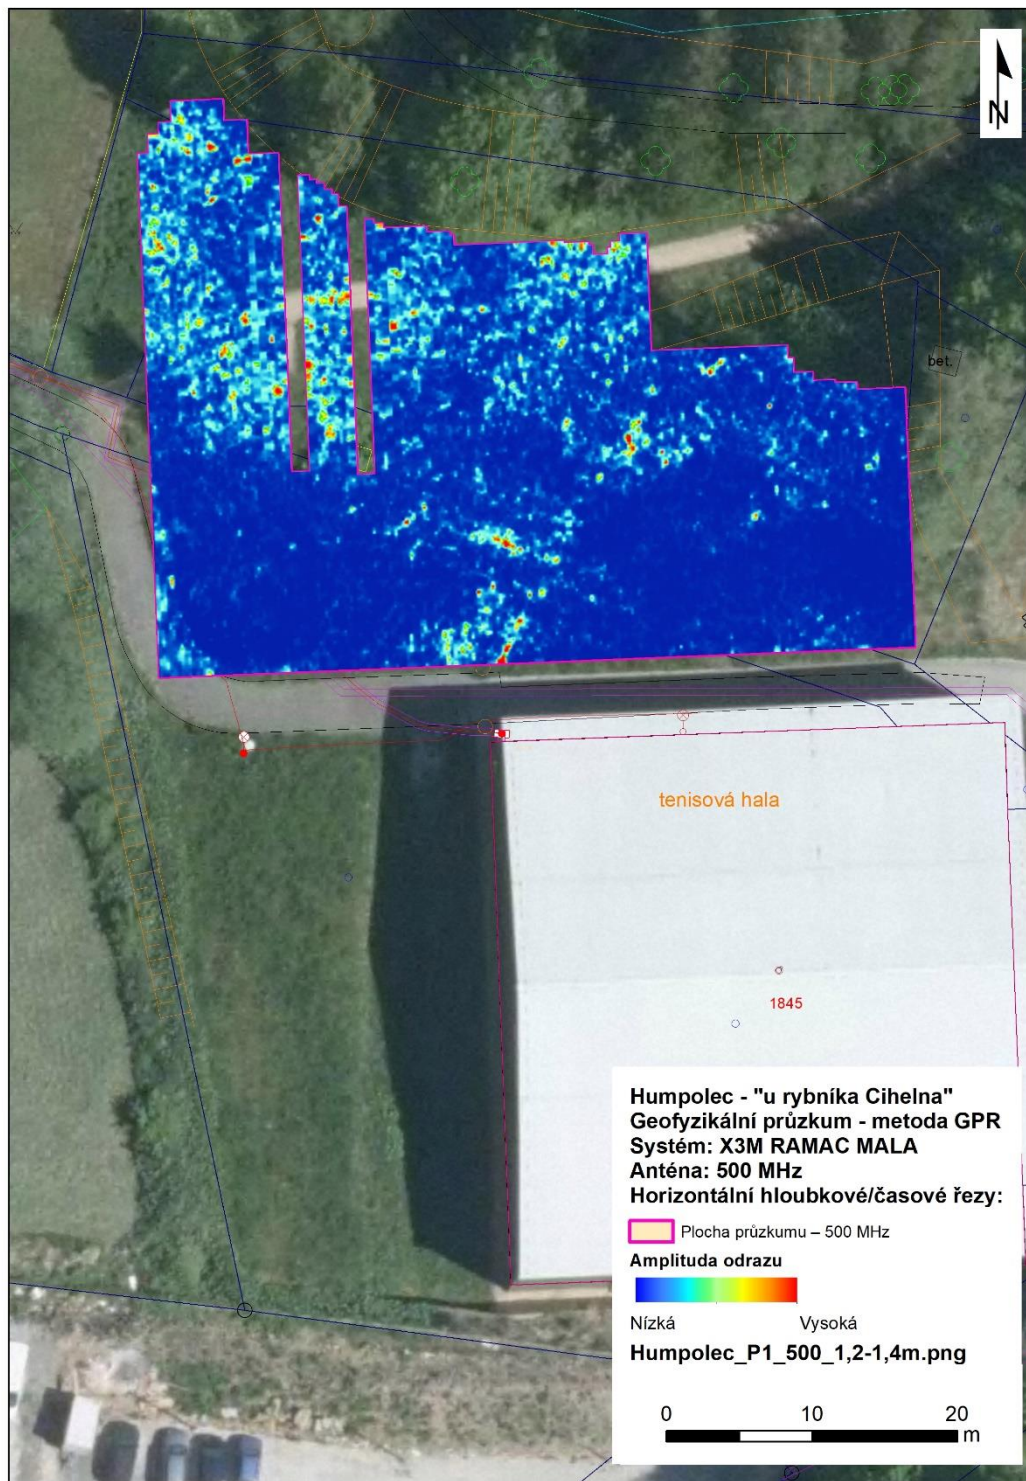 N
bet.
tenisová hala
1845
Humpolec - "u rybníka Cihelna"
Geofyzikální průzkum - metoda GPR
Systém: X3M RAMAC MALA
Anténa: 500 MHz
Horizontální hloubkové/časové řezy:
Plocha průzkumu – 500 MHz
Amplituda odrazu
Nízká Vysoká
Humpolec_P1_500_1,2-1,4m.png
0 10 20
m